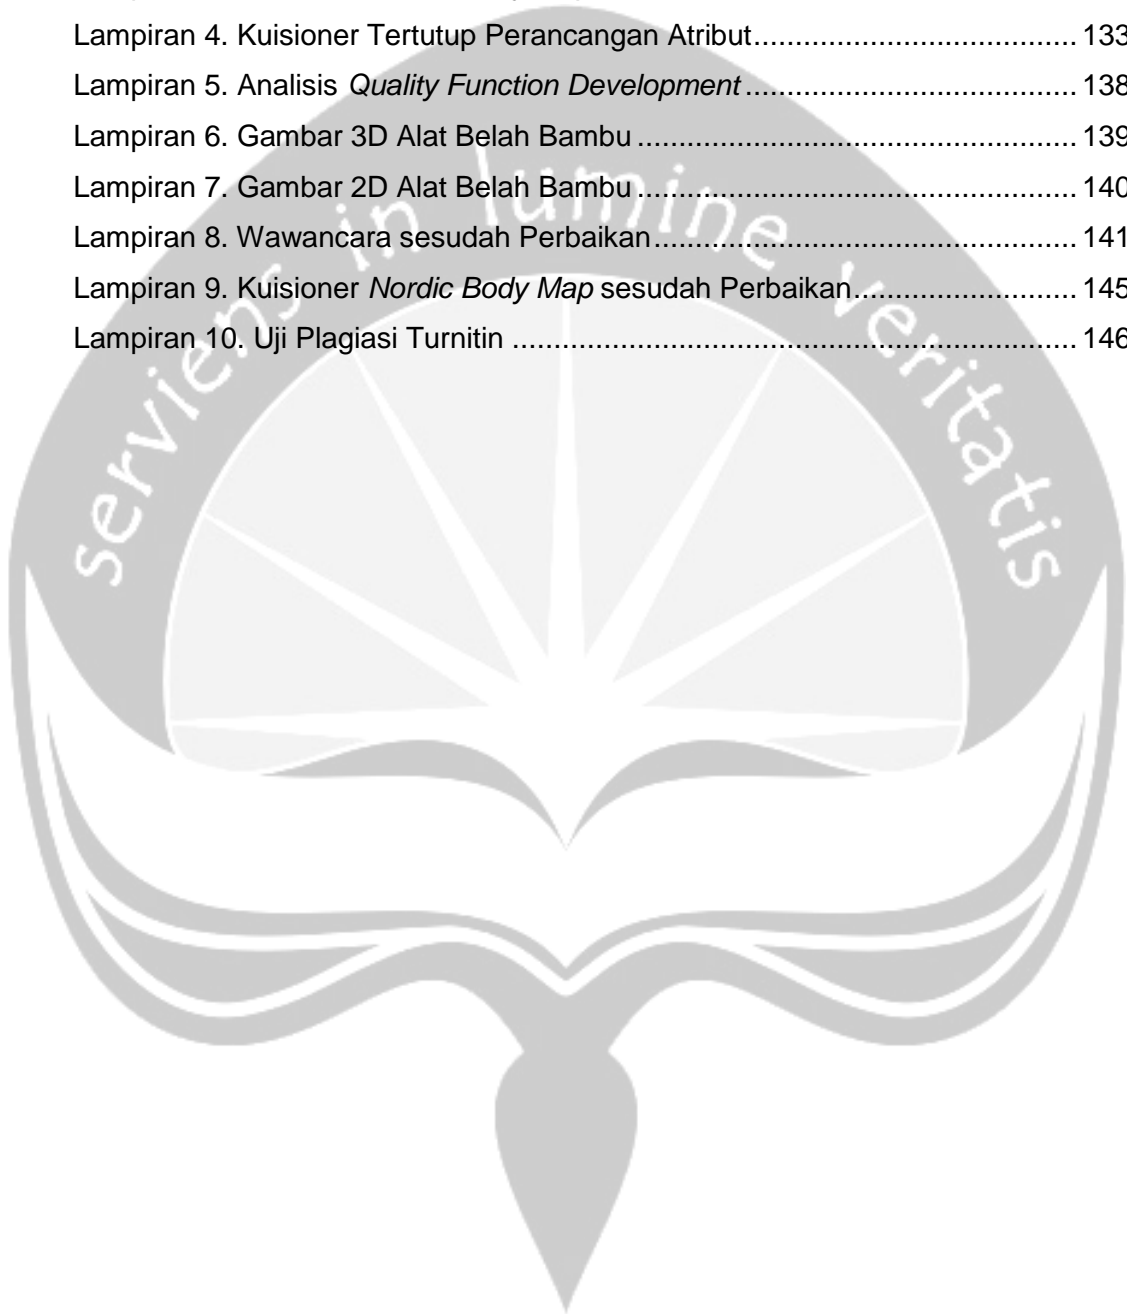 Lampiran 4. Kuisioner Tertutup Perancangan Atribut....................................... 133
Lampiran 5. Analisis Quality Function Development........................................ 138
Lampiran 6. Gambar 3D Alat Belah Bambu..................................................... 139
Lampiran 7. Gambar 2D Alat Belah Bambu..................................................... 140
Lampiran 8. Wawancara sesudah Perbaikan................................................... 141
Lampiran 9. Kuisioner Nordic Body Map sesudah Perbaikan........................... 145
Lampiran 10. Uji Plagiasi Turnitin .................................................................... 146
serviens in lumine veritatis